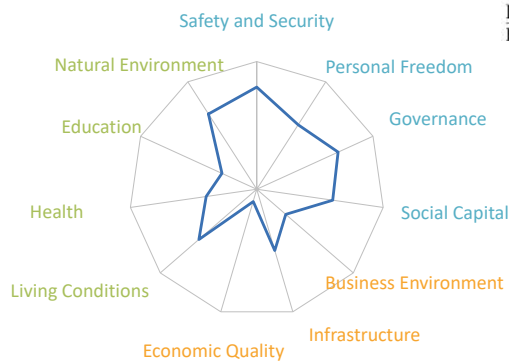 Safety and Security
Natural Environment
Personal Freedom
Education
Governance
Health
Social Capital
Living Conditions
Business Environment
Infrastructure
Economic Quality